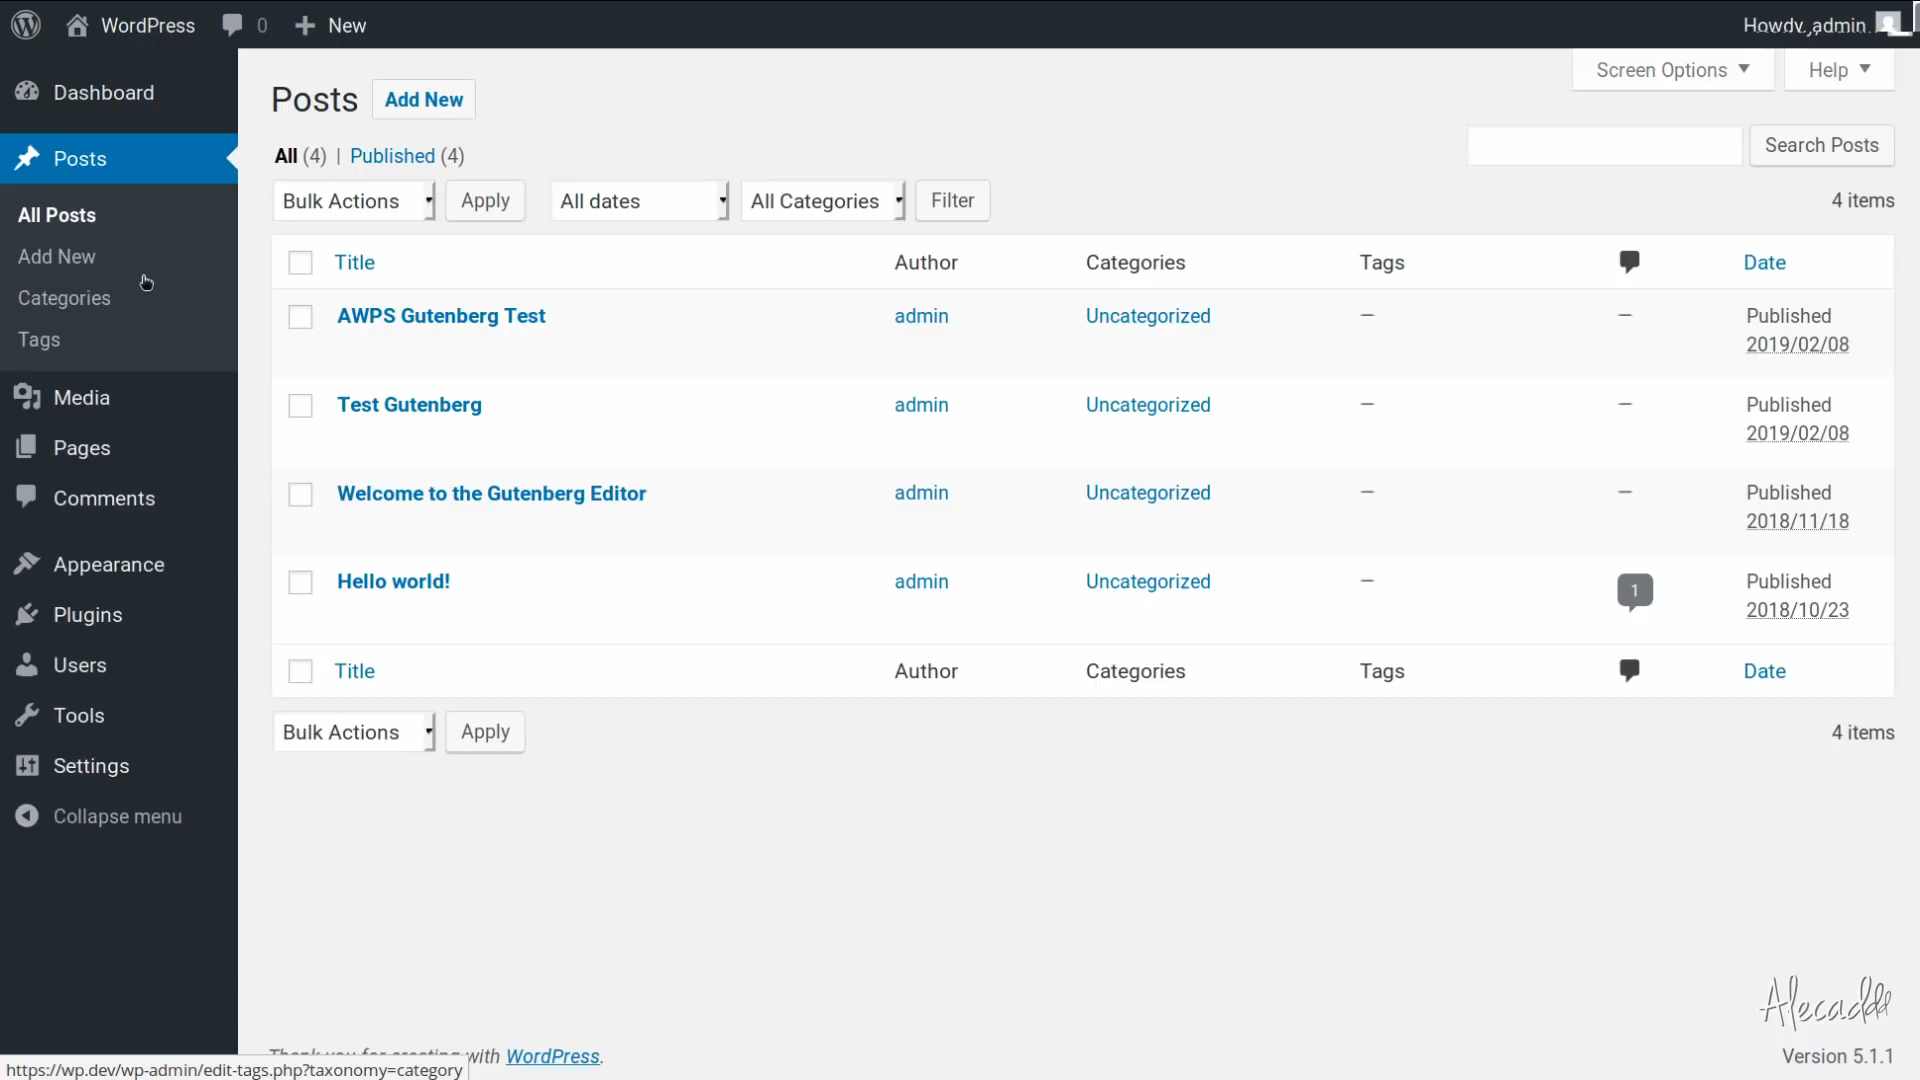 WordPress 0 New
Howdy, admin
Dashboard
Posts
All Posts
Add New
Categories
Tags
Media
Pages
Comments
Appearance
Plugins
Users
Tools
Settings
Collapse menu
Screen Options Help
Posts Add New
All (4) | Published (4)
Search Posts
Bulk Actions Apply All dates All Categories Filter 4 items
Title Author Categories Tags Date
AWPS Gutenberg Test admin Uncategorized — — Published
2019/02/08
Test Gutenberg admin Uncategorized — — Published
2019/02/08
Welcome to the Gutenberg Editor admin Uncategorized — — Published
2018/11/18
Hello world! admin Uncategorized — 1 Published
2018/10/23
Title Author Categories Tags Date
Bulk Actions Apply 4 items
Alecaddd
Thank you for creating with WordPress.
Version 5.1.1
https://wp.dev/wp-admin/edit-tags.php?taxonomy=category